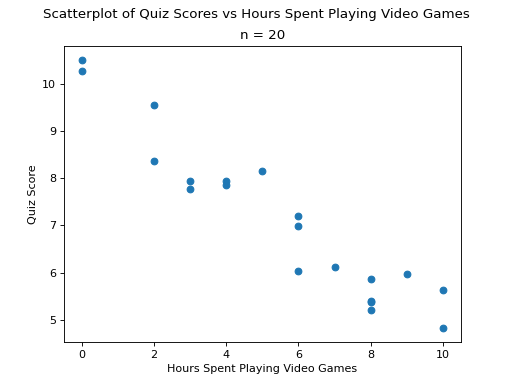 Scatterplot of Quiz Scores vs Hours Spent Playing Video Games
n = 20
10
9
8
7
6
5
Quiz Score
0 2 4 6 8 10
Hours Spent Playing Video Games